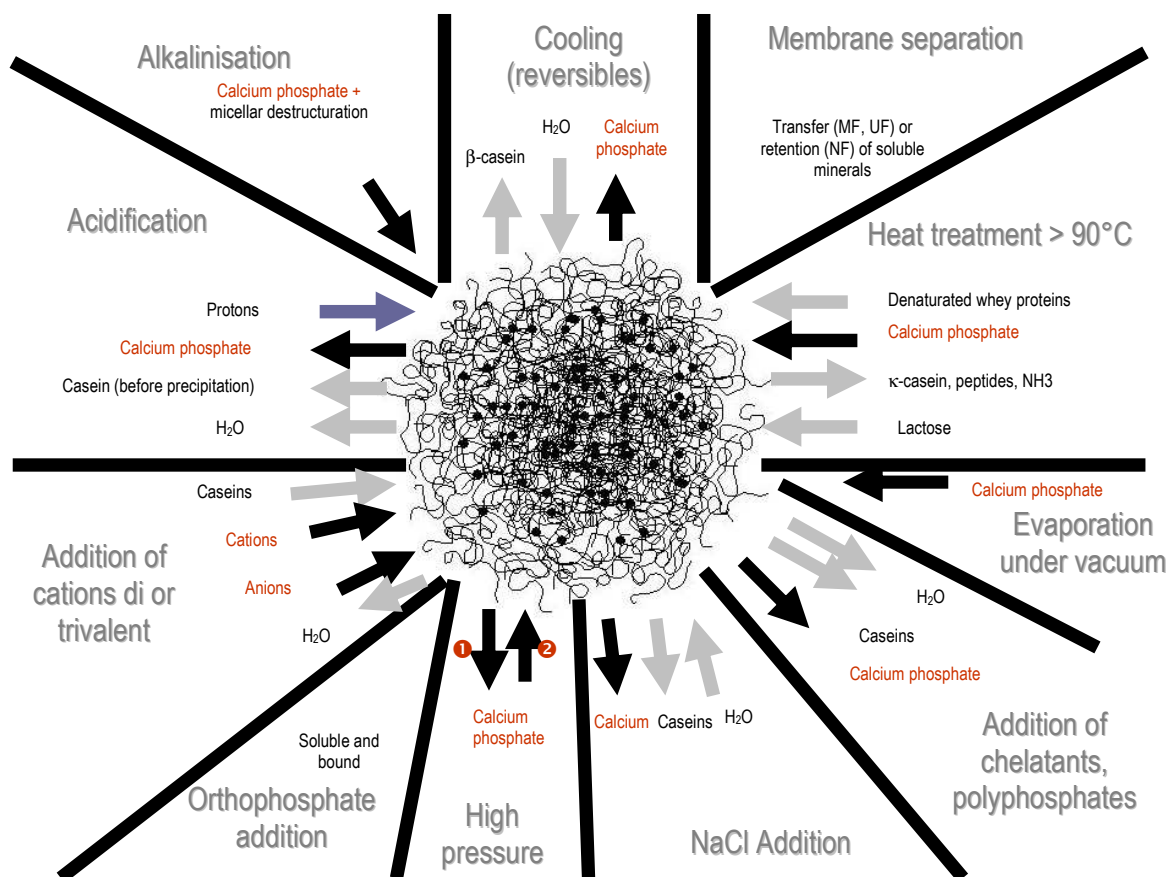 Alkalinisation
Calcium phosphate +
micellar destructuration
Cooling
(reversibles)
β-casein
H₂O
Calcium
phosphate
Membrane separation
Transfer (MF, UF) or
retention (NF) of soluble
minerals
Acidification
Protons
Calcium phosphate
Casein (before precipitation)
H₂O
Heat treatment > 90°C
Denaturated whey proteins
Calcium phosphate
κ-casein, peptides, NH3
Lactose
Calcium phosphate
Evaporation
under vacuum
H₂O
Caseins
Calcium phosphate
Addition of
chelatants,
polyphosphates
Caseins
Cations
Anions
H₂O
Addition of
cations di or
trivalent
Soluble and
bound
Orthophosphate
addition
1
2
Calcium
phosphate
High
pressure
Calcium Caseins H₂O
NaCl Addition